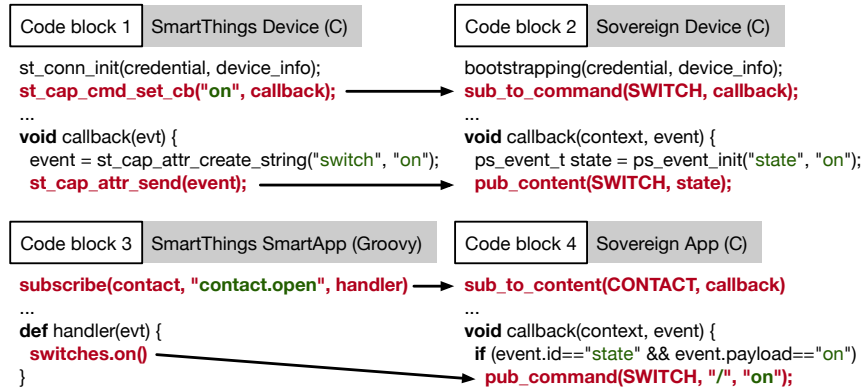 Code block 1 SmartThings Device (C)
st_conn_init(credential, device_info);
st_cap_cmd_set_cb("on", callback);
...
void callback(evt) {
event = st_cap_attr_create_string("switch", "on");
st_cap_attr_send(event);
Code block 2 Sovereign Device (C)
bootstrapping(credential, device_info);
sub_to_command(SWITCH, callback);
...
void callback(context, event) {
ps_event_t state = ps_event_init("state", "on");
pub_content(SWITCH, state);
Code block 3 SmartThings SmartApp (Groovy)
subscribe(contact, "contact.open", handler)
...
def handler(evt) {
switches.on()
}
Code block 4 Sovereign App (C)
sub_to_content(CONTACT, callback)
...
void callback(context, event) {
if (event.id=="state" && event.payload=="on")
pub_command(SWITCH, "/", "on");